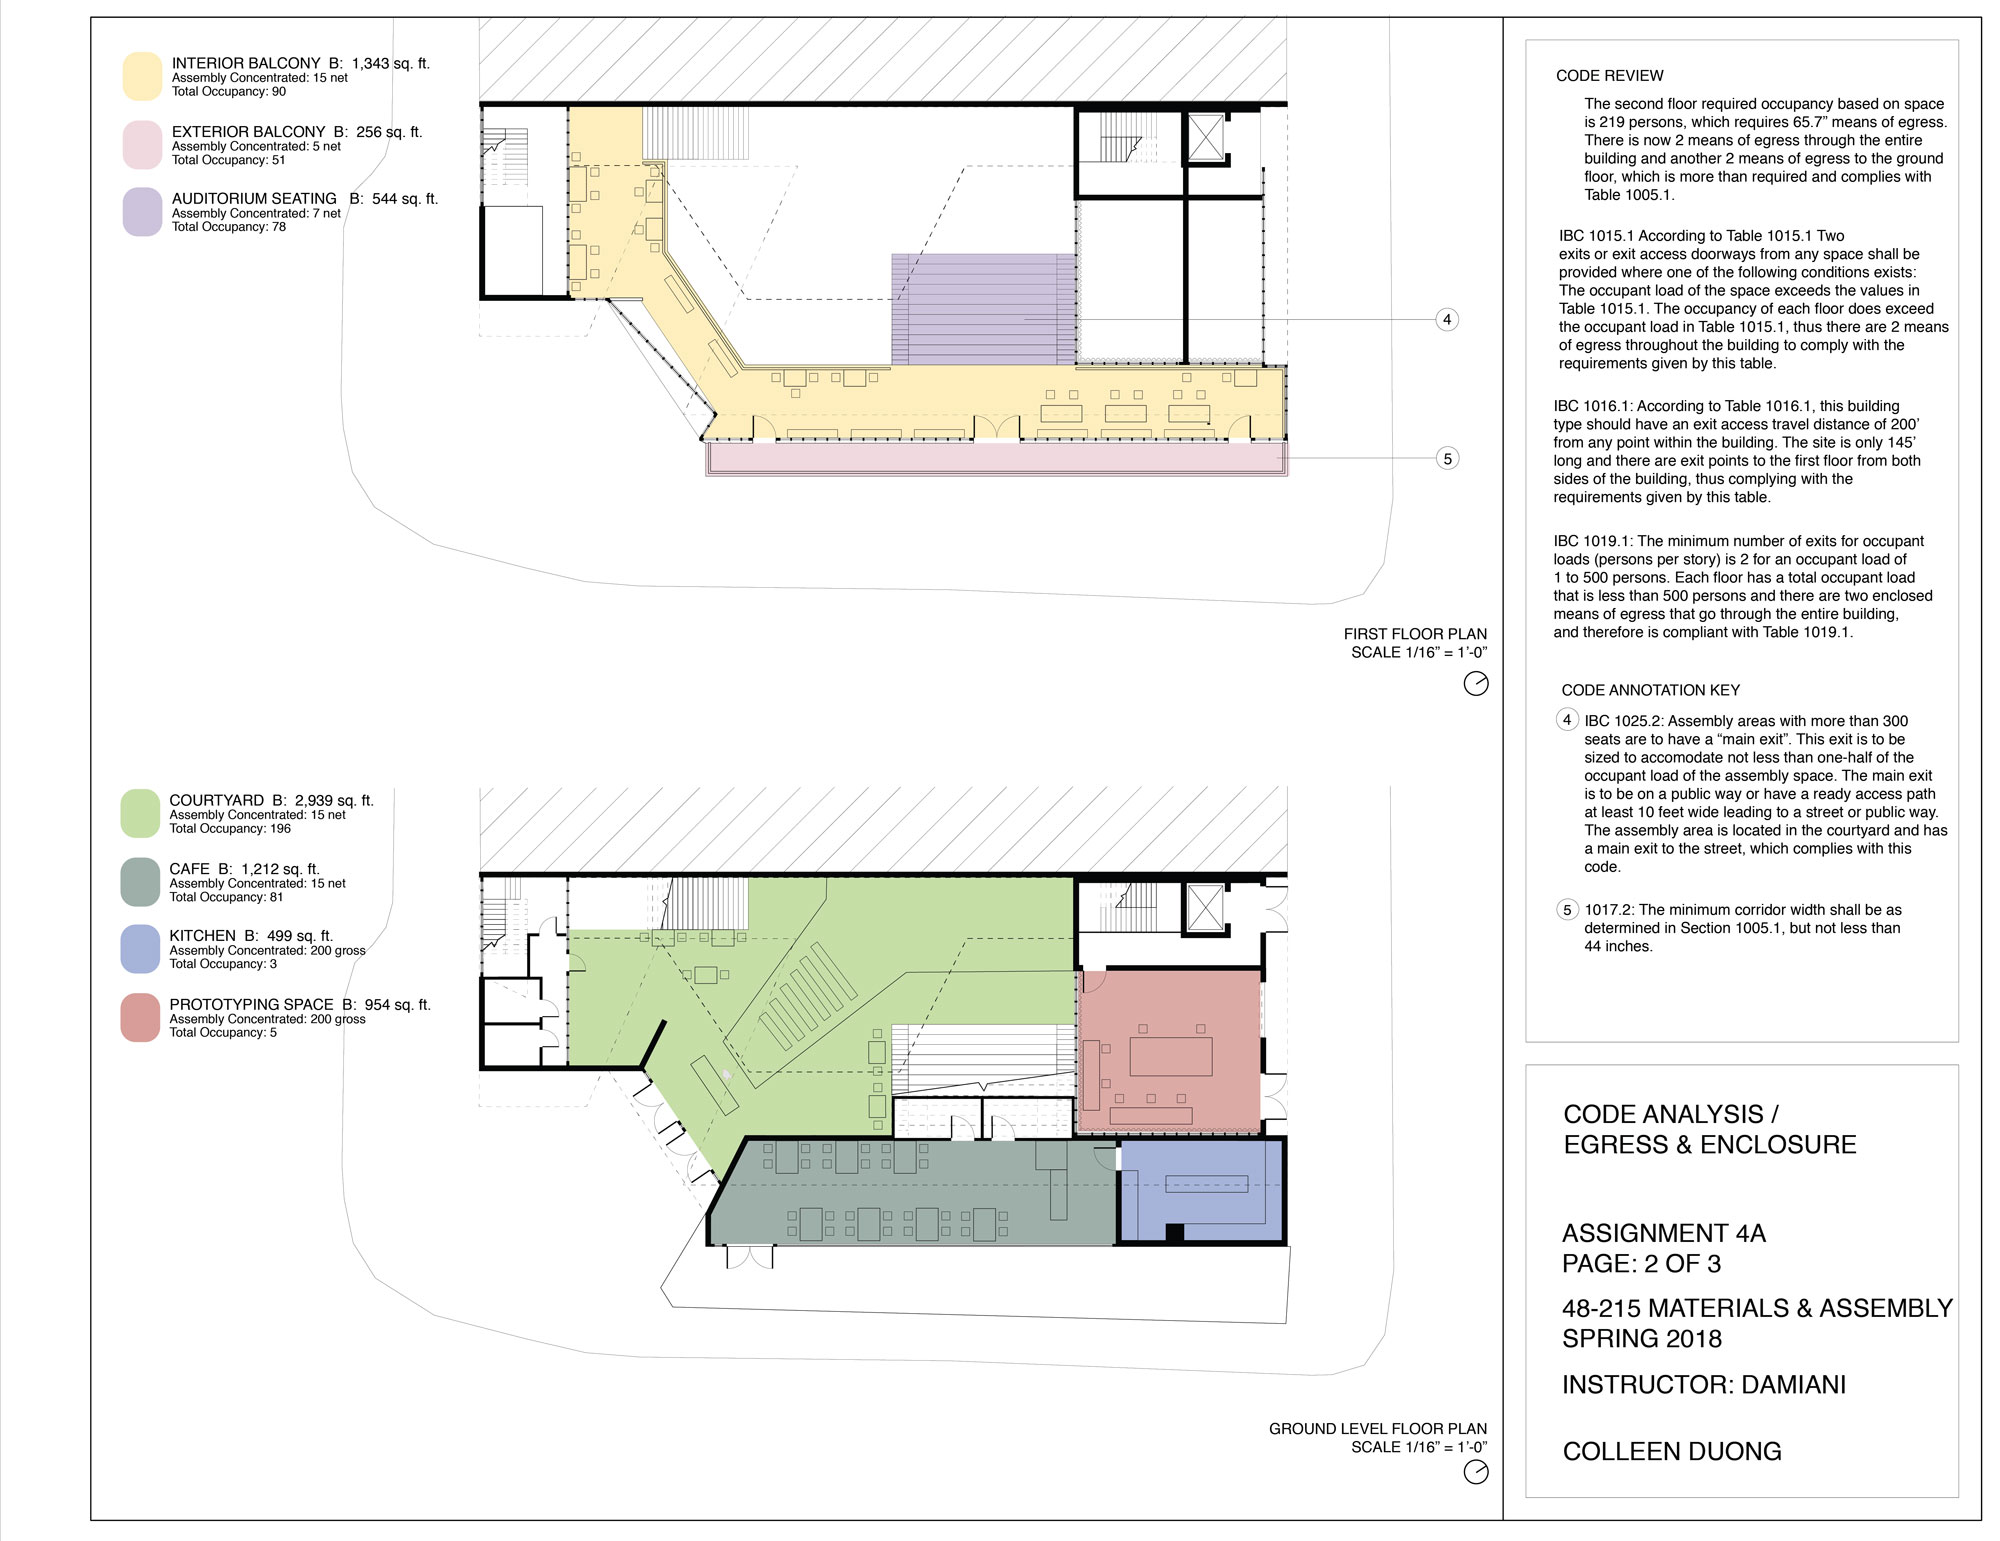 INTERIOR BALCONY B: 1,343 sq. ft.
Assembly Concentrated: 15 net
Total Occupancy: 90
EXTERIOR BALCONY B: 256 sq. ft.
Assembly Concentrated: 5 net
Total Occupancy: 51
AUDITORIUM SEATING B: 544 sq. ft.
Assembly Concentrated: 7 net
Total Occupancy: 78
4
5
FIRST FLOOR PLAN
SCALE 1/16” = 1’-0”
COURTYARD B: 2,939 sq. ft.
Assembly Concentrated: 15 net
Total Occupancy: 196
CAFE B: 1,212 sq. ft.
Assembly Concentrated: 15 net
Total Occupancy: 81
KITCHEN B: 499 sq. ft.
Assembly Concentrated: 200 gross
Total Occupancy: 3
PROTOTYPING SPACE B: 954 sq. ft.
Assembly Concentrated: 200 gross
Total Occupancy: 5
GROUND LEVEL FLOOR PLAN
SCALE 1/16” = 1’-0”
CODE REVIEW
The second floor required occupancy based on space
is 219 persons, which requires 65.7” means of egress.
There is now 2 means of egress through the entire
building and another 2 means of egress to the ground
floor, which is more than required and complies with
Table 1005.1.
IBC 1015.1 According to Table 1015.1 Two
exits or exit access doorways from any space shall be
provided where one of the following conditions exists:
The occupant load of the space exceeds the values in
Table 1015.1. The occupancy of each floor does exceed
the occupant load in Table 1015.1, thus there are 2 means
of egress throughout the building to comply with the
requirements given by this table.
IBC 1016.1: According to Table 1016.1, this building
type should have an exit access travel distance of 200’
from any point within the building. The site is only 145’
long and there are exit points to the first floor from both
sides of the building, thus complying with the
requirements given by this table.
IBC 1019.1: The minimum number of exits for occupant
loads (persons per story) is 2 for an occupant load of
1 to 500 persons. Each floor has a total occupant load
that is less than 500 persons and there are two enclosed
means of egress that go through the entire building,
and therefore is compliant with Table 1019.1.
CODE ANNOTATION KEY
4 IBC 1025.2: Assembly areas with more than 300
seats are to have a “main exit”. This exit is to be
sized to accomodate not less than one-half of the
occupant load of the assembly space. The main exit
is to be on a public way or have a ready access path
at least 10 feet wide leading to a street or public way.
The assembly area is located in the courtyard and has
a main exit to the street, which complies with this
code.
5 1017.2: The minimum corridor width shall be as
determined in Section 1005.1, but not less than
44 inches.
CODE ANALYSIS /
EGRESS & ENCLOSURE
ASSIGNMENT 4A
PAGE: 2 OF 3
48-215 MATERIALS & ASSEMBLY
SPRING 2018
INSTRUCTOR: DAMIANI
COLLEEN DUONG